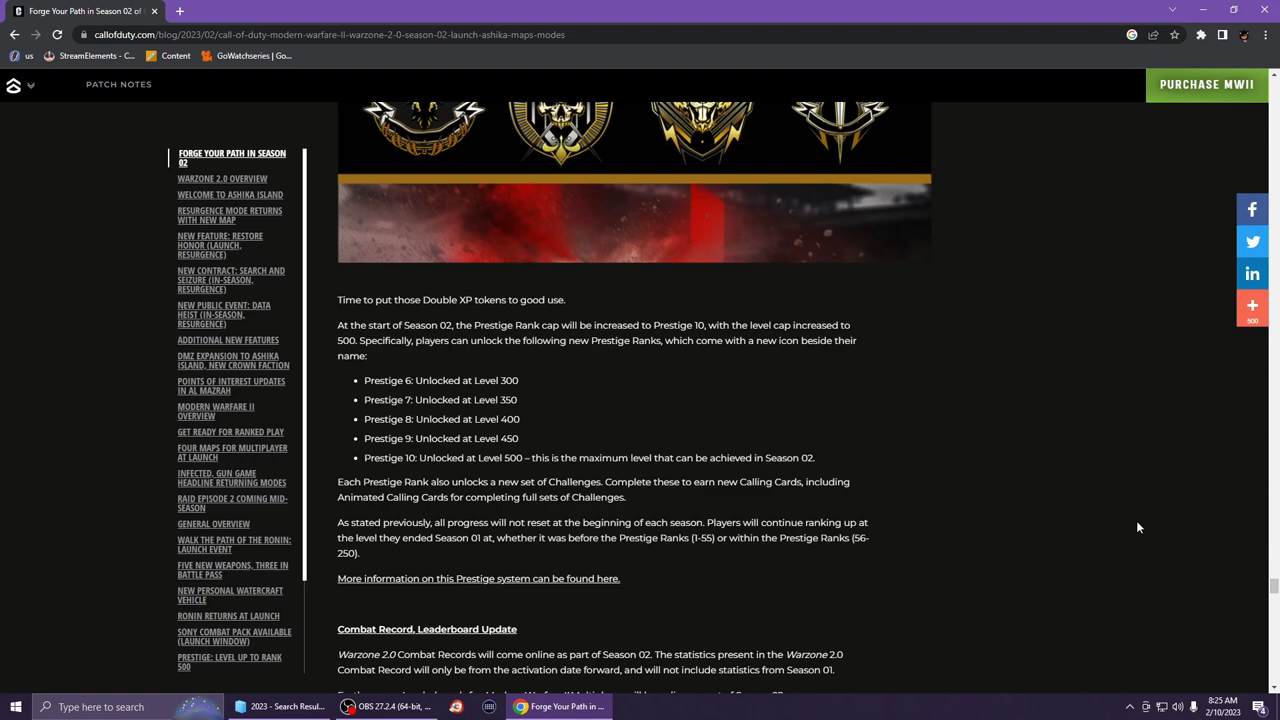 Forge Your Path in Season 02 |
callofduty.com/blog/2023/02/call-of-duty-modern-warfare-II-warzone-2-0-season-02-launch-ashika-maps-modes
us
StreamElements - C...
Content
GoWatchseries | Go...
PATCH NOTES
PURCHASE MWII
FORGE YOUR PATH IN SEASON
02
WARZONE 2.0 OVERVIEW
WELCOME TO ASHIKA ISLAND
RESURGENCE MODE RETURNS
WITH NEW MAP
NEW FEATURE: RESTORE
HONOR (LAUNCH,
RESURGENCE)
NEW CONTRACT: SEARCH AND
SEIZURE (IN-SEASON,
RESURGENCE)
NEW PUBLIC EVENT: DATA
HEIST (IN-SEASON,
RESURGENCE)
ADDITIONAL NEW FEATURES
DMZ EXPANSION TO ASHIKA
ISLAND, NEW CROWN FACTION
POINTS OF INTEREST UPDATES
IN AL MAZRAH
MODERN WARFARE II
OVERVIEW
GET READY FOR RANKED PLAY
FOUR MAPS FOR MULTIPLAYER
AT LAUNCH
INFECTED, GUN GAME
HEADLINE RETURNING MODES
RAID EPISODE 2 COMING MID-
SEASON
GENERAL OVERVIEW
WALK THE PATH OF THE RONIN:
LAUNCH EVENT
FIVE NEW WEAPONS, THREE IN
BATTLE PASS
NEW PERSONAL WATERCRAFT
VEHICLE
RONIN RETURNS AT LAUNCH
SONY COMBAT PACK AVAILABLE
(LAUNCH WINDOW)
PRESTIGE: LEVEL UP TO RANK
500
Time to put those Double XP tokens to good use.
At the start of Season 02, the Prestige Rank cap will be increased to Prestige 10, with the level cap increased to
500. Specifically, players can unlock the following new Prestige Ranks, which come with a new icon beside their
name:
• Prestige 6: Unlocked at Level 300
• Prestige 7: Unlocked at Level 350
• Prestige 8: Unlocked at Level 400
• Prestige 9: Unlocked at Level 450
• Prestige 10: Unlocked at Level 500 – this is the maximum level that can be achieved in Season 02.
Each Prestige Rank also unlocks a new set of Challenges. Complete these to earn new Calling Cards, including
Animated Calling Cards for completing full sets of Challenges.
As stated previously, all progress will not reset at the beginning of each season. Players will continue ranking up at
the level they ended Season 01 at, whether it was before the Prestige Ranks (1-55) or within the Prestige Ranks (56-
250).
More information on this Prestige system can be found here.
Combat Record, Leaderboard Update
Warzone 2.0 Combat Records will come online as part of Season 02. The statistics present in the Warzone 2.0
Combat Record will only be from the activation date forward, and will not include statistics from Season 01.
500
Type here to search
2023 - Search Resul...
OBS 27.2.4 (64-bit, ...
Forge Your Path in ...
8:25 AM
2/10/2023
4